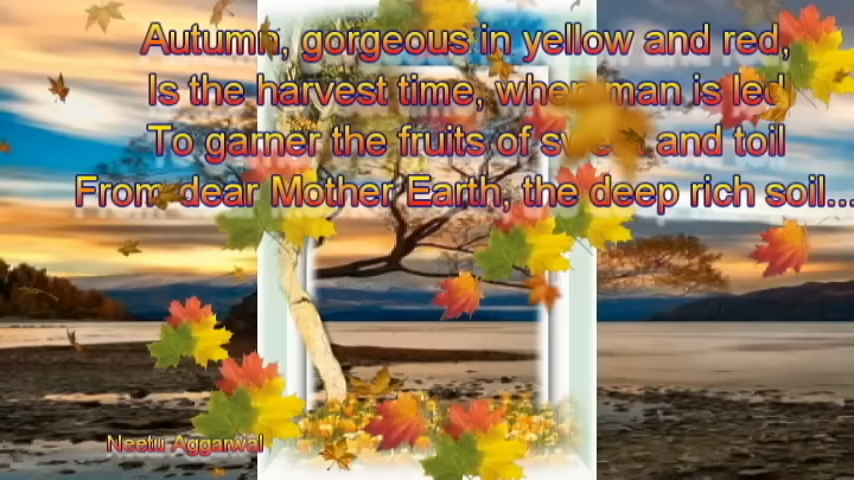 Autumn, gorgeous in yellow and red,
Is the harvest time, when man is led
To garner the fruits of sweat and toil
From dear Mother Earth, the deep rich soil...
Neetu Aggarwal